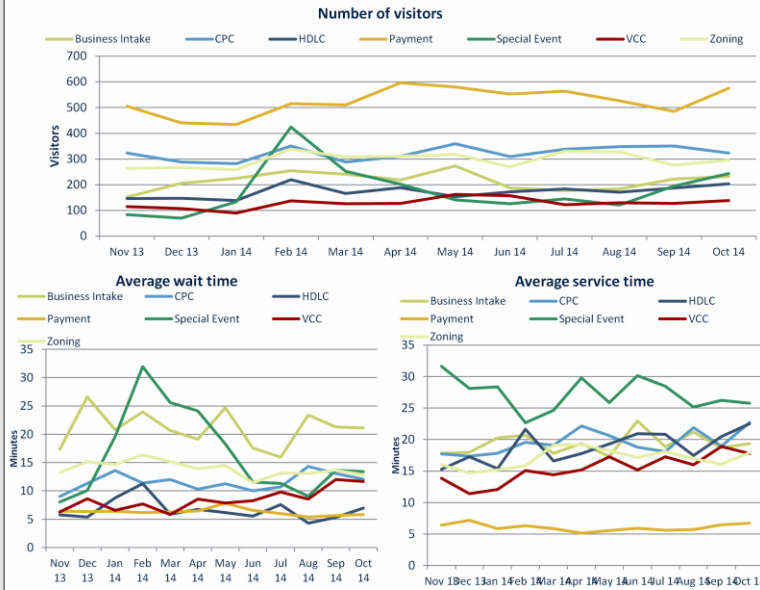 Number of visitors
Business Intake CPC HDLC Payment Special Event VCC Zoning
700
600
500
400
300
200
100
0
Visitors
Nov 13 Dec 13 Jan 14 Feb 14 Mar 14 Apr 14 May 14 Jun 14 Jul 14 Aug 14 Sep 14 Oct 14
Average wait time
Business Intake CPC HDLC
Payment Special Event VCC
Zoning
35
30
25
20
15
10
5
0
Minutes
Nov Dec Jan Feb Mar Apr May Jun Jul Aug Sep Oct
13 13 14 14 14 14 14 14 14 14 14 14
Average service time
Business Intake CPC HDLC
Payment Special Event VCC
Zoning
35
30
25
20
15
10
5
0
Minutes
Nov 13 Dec 13 Jan 14 Feb 14 Mar 14 Apr 14 May 14 Jun 14 Jul 14 Aug 14 Sep 14 Oct 1